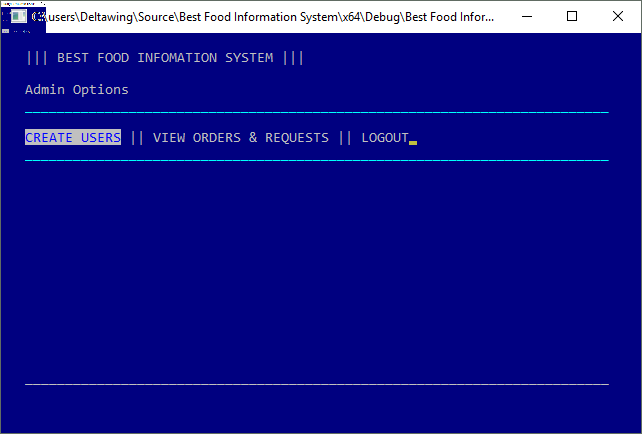 C:\users\Deltawing\Source\Best Food Information System\x64\Debug\Best Food Infor...
||| BEST FOOD INFOMATION SYSTEM |||
Admin Options
CREATE USERS || VIEW ORDERS & REQUESTS || LOGOUT